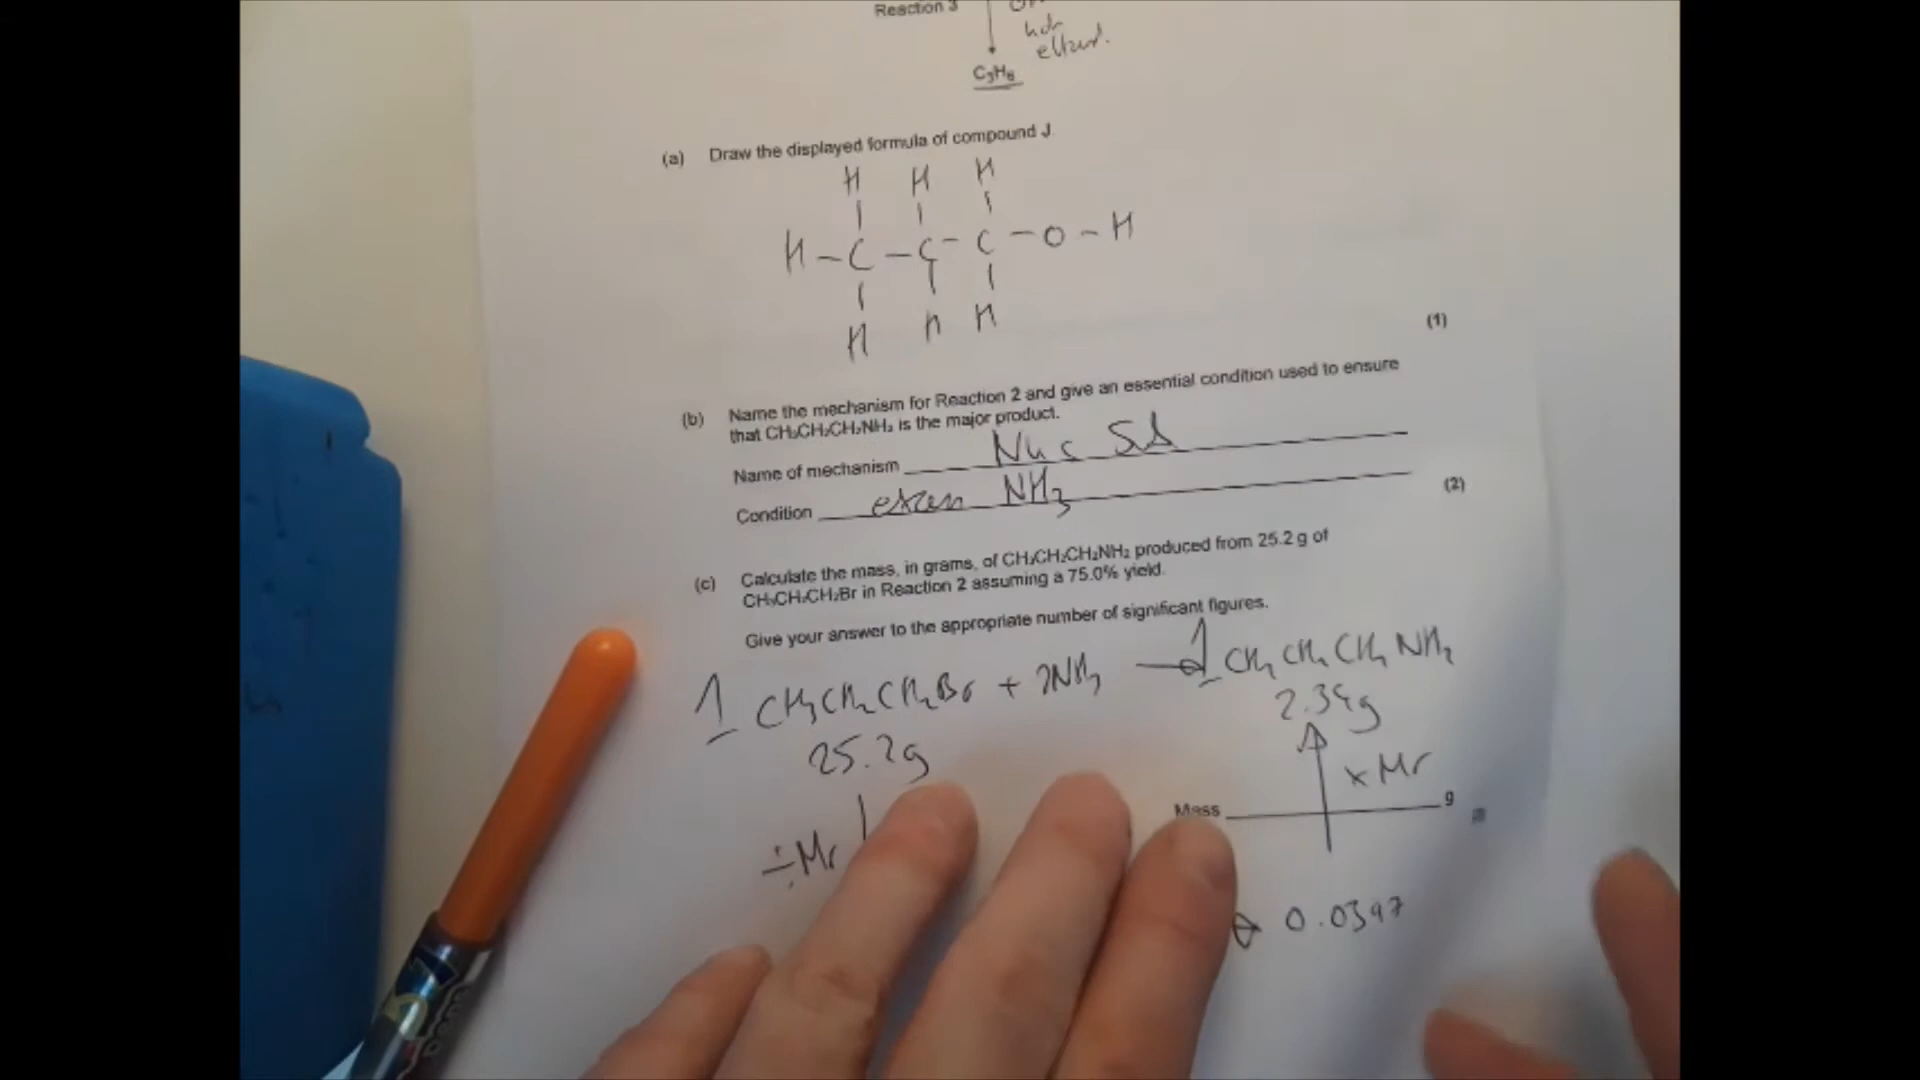 Reaction 3
hdr
C₃H₆
(a) Draw the displayed formula of compound J.
H H H
H - C - C - C - O - H
H H H
(1)
(b) Name the mechanism for Reaction 2 and give an essential condition used to ensure
that CH₃CH₂CH₂NH₂ is the major product.
Name of mechanism Nuc Sub
Condition excess NH₃
(2)
(c) Calculate the mass, in grams, of CH₃CH₂CH₂NH₂ produced from 25.2 g of
CH₃CH₂CH₂Br in Reaction 2 assuming a 75.0% yield.
Give your answer to the appropriate number of significant figures.
1 CH₃CH₂CH₂Br + 2NH₃ → 1 CH₃CH₂CH₂NH₂
25.2g 2.34g
÷Mr × Mr
Mass g
0.0397